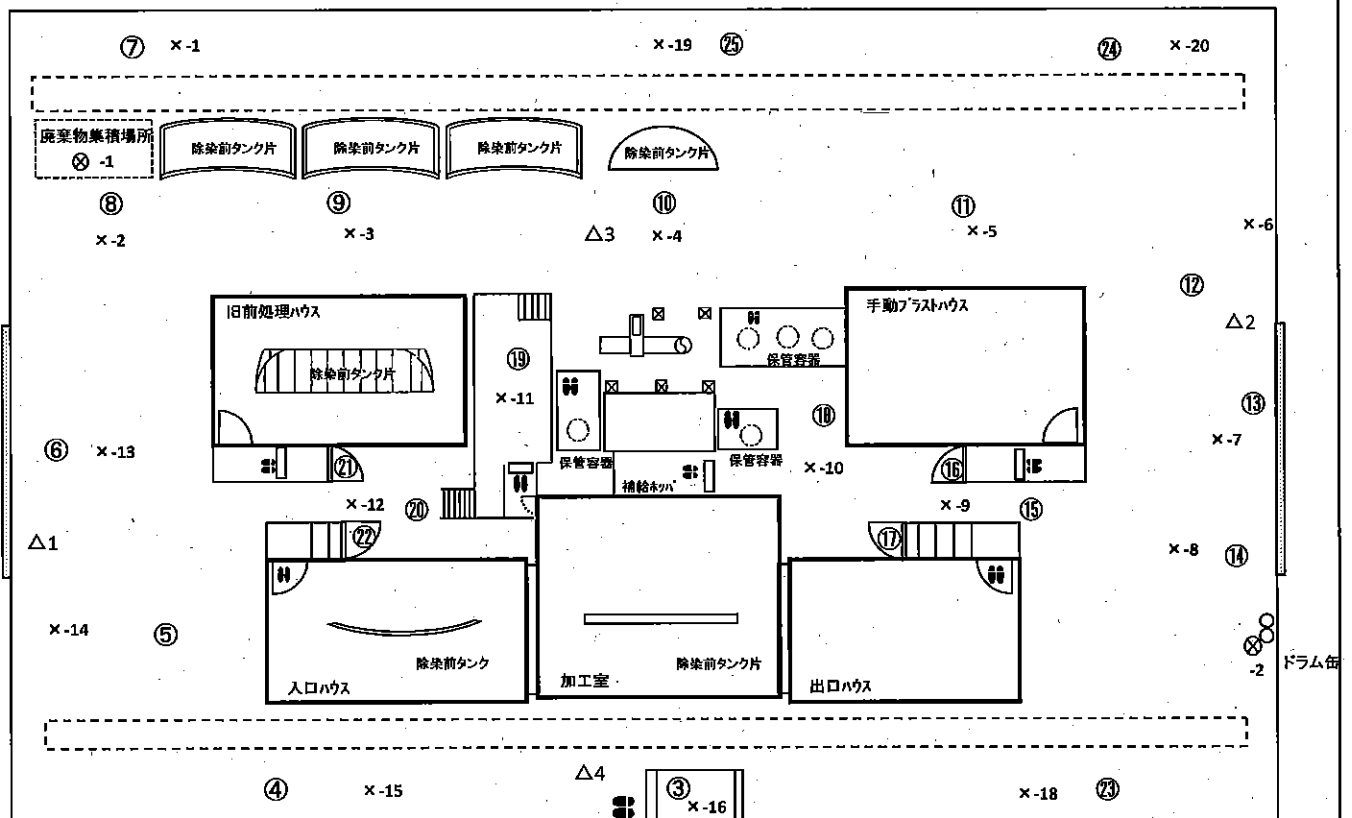 ⑦ ×-1 ×-19 ㉕ ㉔ ×-20
廃棄物集積場所
⊗ -1
除染前タンク片 除染前タンク片 除染前タンク片 除染前タンク片
⑧ ⑨ ⑩ ⑪
×-2 ×-3 △3 ×-4 ×-5 ×-6
⑫
旧前処理ハウス 手動ブラストハウス
△2
保管容器
⑲
除染前タンク片
×-11 ⑬
⑱
⑥ ×-13 ×-7
保管容器 保管容器 ×-10
㉑ ⑯
補給ホッパ
×-12 ⑳ ×-9 ⑮
㉒ ⑰
△1 ×-8 ⑭
×-14 ⑤
⊗
-2 ドラム缶
除染前タンク 除染前タンク片
入口ハウス 加工室 出口ハウス
△4
④ ×-15 ③ ×-18 ㉓
×-16